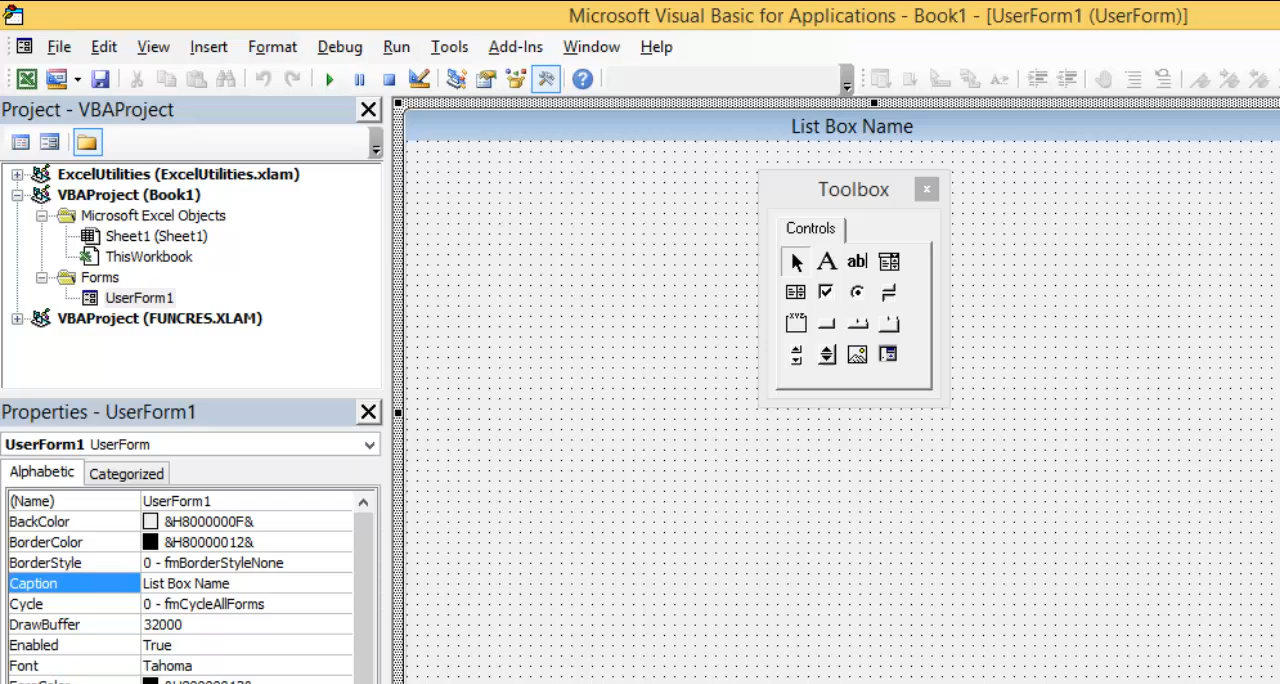 Microsoft Visual Basic for Applications - Book1 - [UserForm1 (UserForm)]
File Edit View Insert Format Debug Run Tools Add-Ins Window Help
Project - VBAProject
ExcelUtilities (ExcelUtilities.xlam)
VBAProject (Book1)
Microsoft Excel Objects
Sheet1 (Sheet1)
ThisWorkbook
Forms
UserForm1
VBAProject (FUNCRES.XLAM)
Properties - UserForm1
UserForm1 UserForm
Alphabetic Categorized
(Name) UserForm1
BackColor &H8000000F&
BorderColor &H80000012&
BorderStyle 0 - fmBorderStyleNone
Caption List Box Name
Cycle 0 - fmCycleAllForms
DrawBuffer 32000
Enabled True
Font Tahoma
List Box Name
Toolbox
Controls
A ab|
XYZ